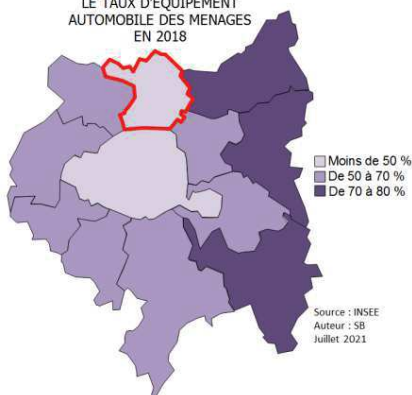 LE TAUX D'EQUIPEMENT
AUTOMOBILE DES MENAGES
EN 2018
Moins de 50 %
De 50 à 70 %
De 70 à 80 %
Source : INSEE
Auteur : SB
Juillet 2021